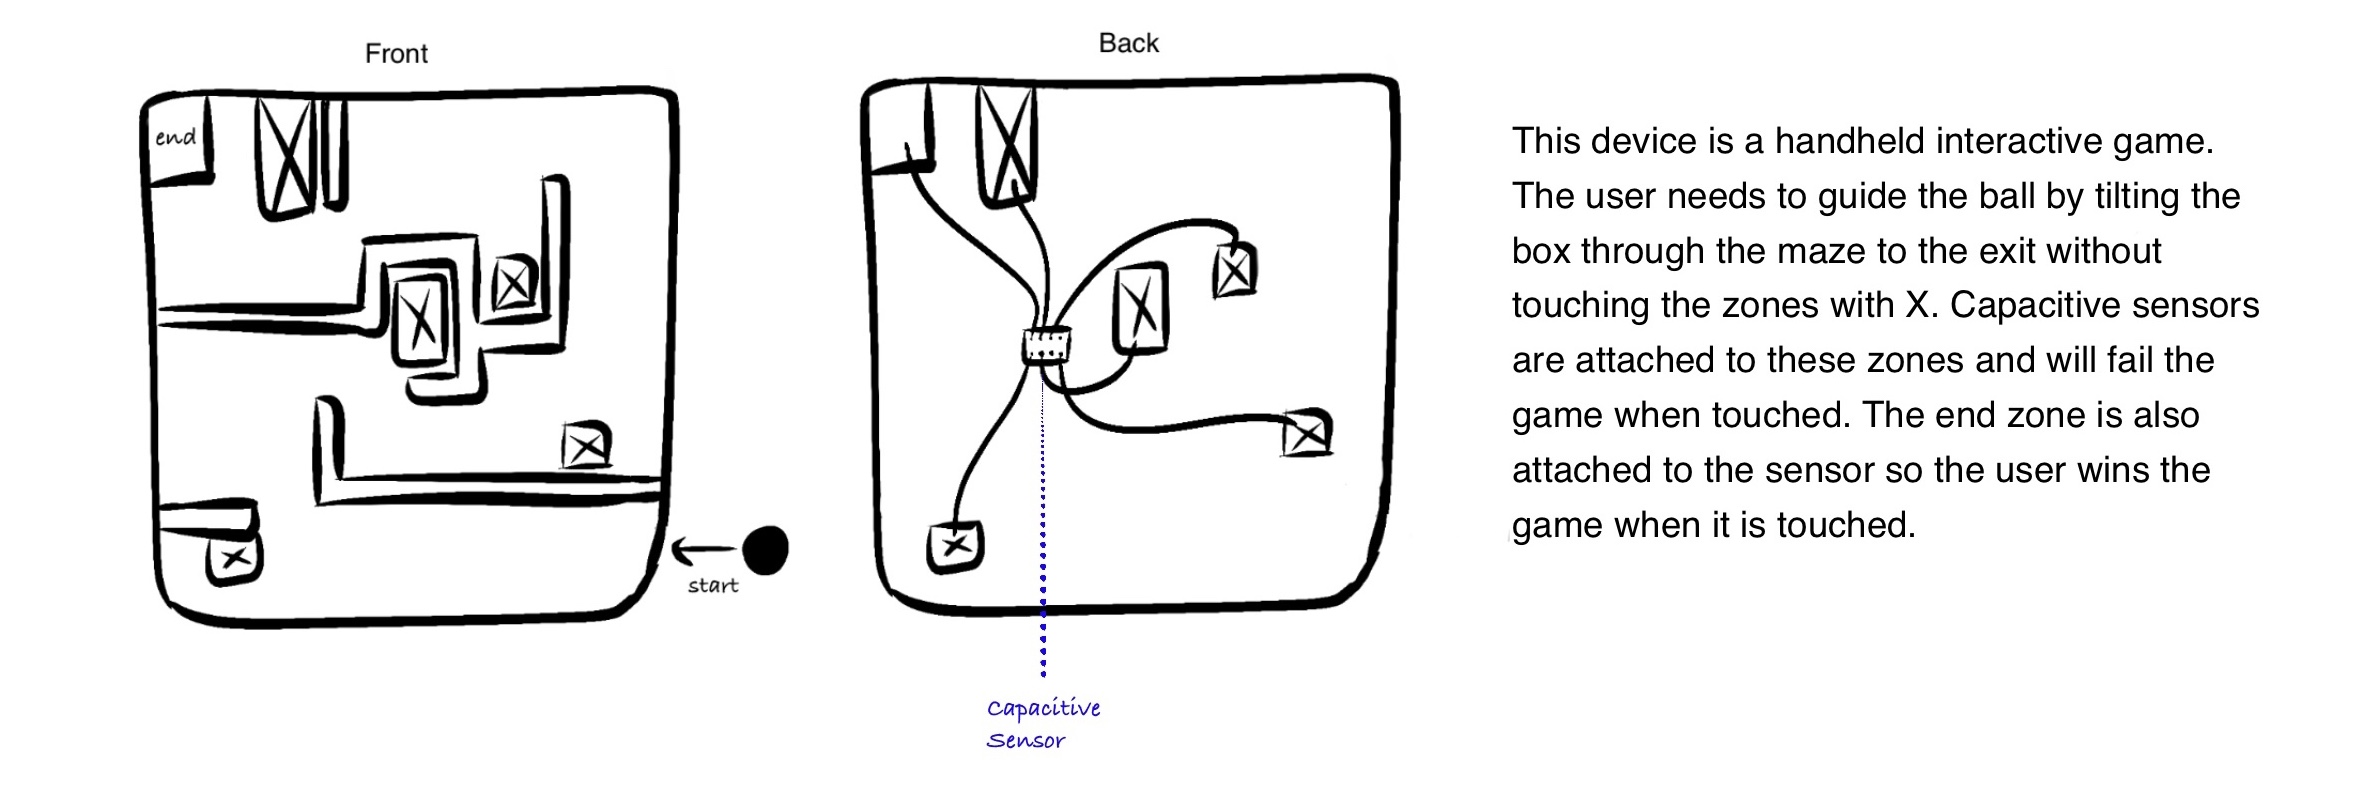 Front
Back
end
X
X
X
X
X
start
X
X
X
X
X
Capacitive
Sensor
This device is a handheld interactive game.
The user needs to guide the ball by tilting the
box through the maze to the exit without
touching the zones with X. Capacitive sensors
are attached to these zones and will fail the
game when touched. The end zone is also
attached to the sensor so the user wins the
game when it is touched.